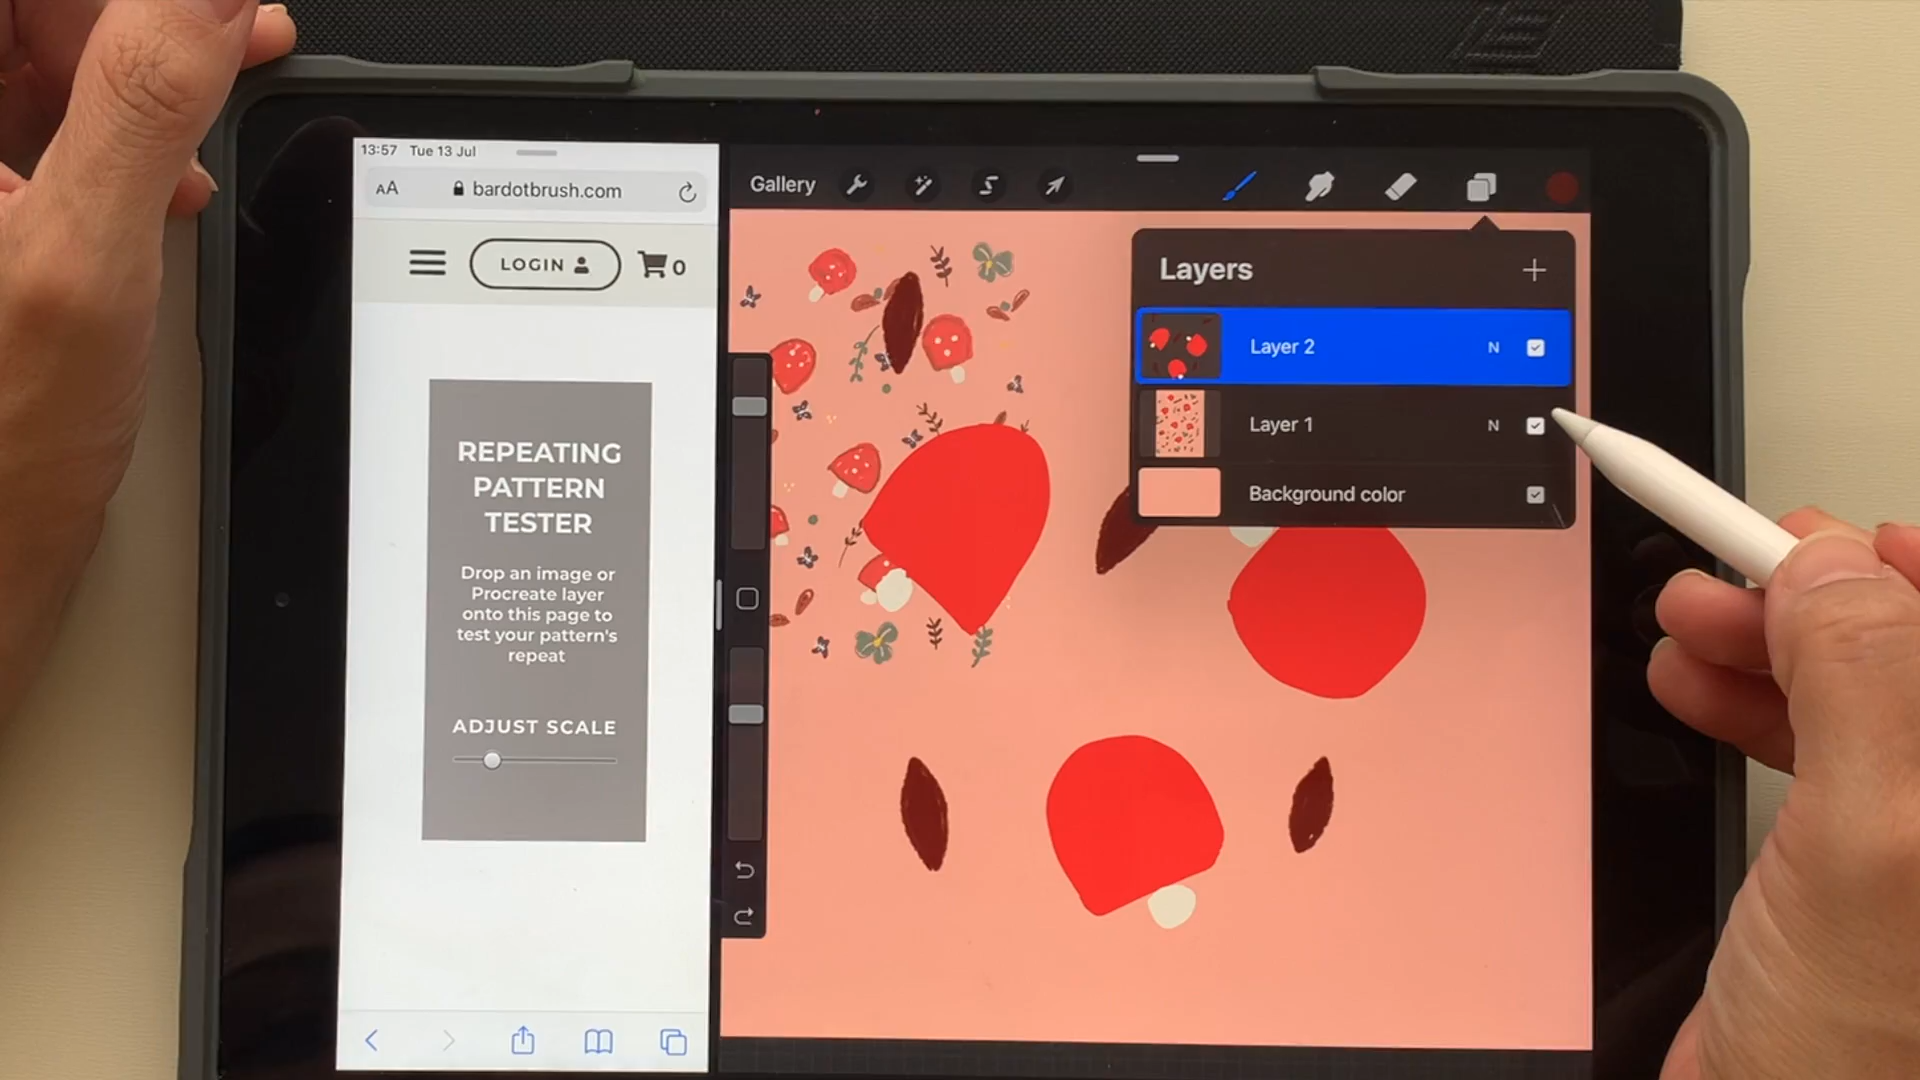 13:57 Tue 13 Jul
AA bardotbrush.com
LOGIN 0
REPEATING
PATTERN
TESTER
Drop an image or
Procreate layer
onto this page to
test your pattern's
repeat
ADJUST SCALE
Gallery
Layers
Layer 2 N
Layer 1 N
Background color